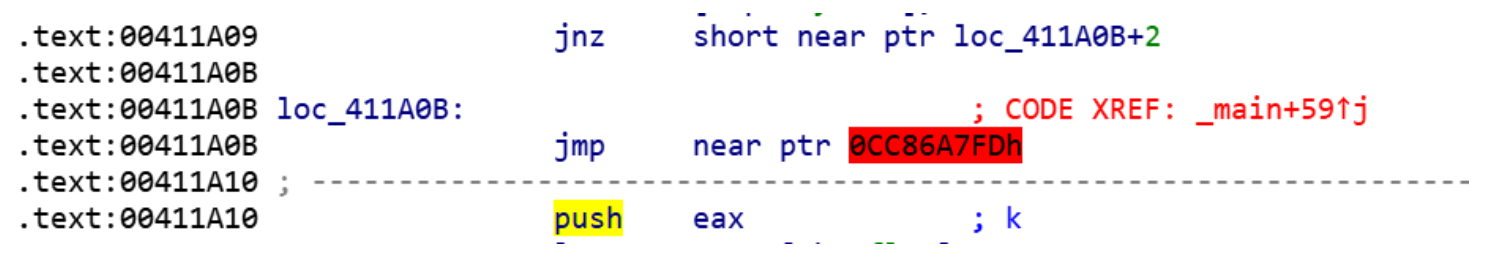 .text:00411A09 jnz short near ptr loc_411A0B+2
.text:00411A0B
.text:00411A0B loc_411A0B: ; CODE XREF: _main+59↑j
.text:00411A0B jmp near ptr 0CC86A7FDh
.text:00411A10 ; ---------------------------------------------------------------------------
.text:00411A10 push eax ; k